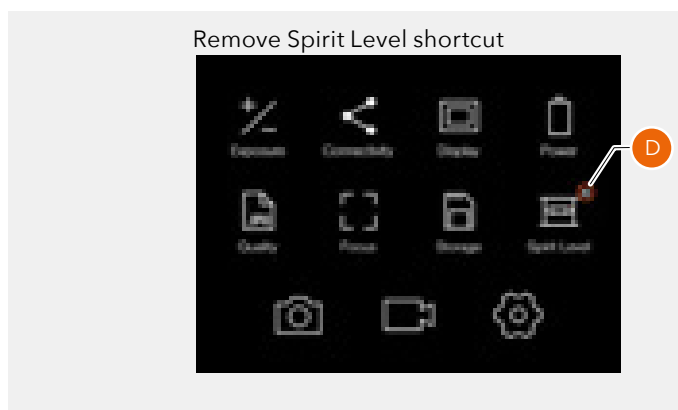 Remove Spirit Level shortcut
Exposure Connectivity Display Power
D
Quality Focus Storage Spirit Level